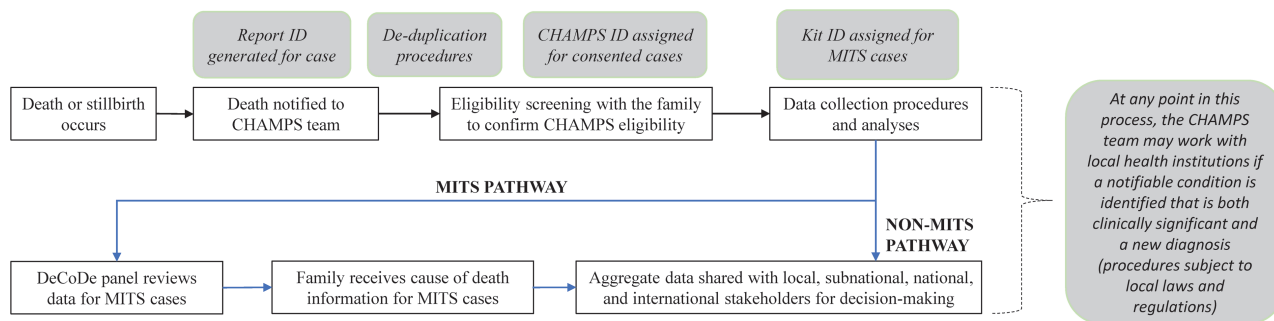 Report ID
generated for case
De-duplication
procedures
CHAMPS ID assigned
for consented cases
Kit ID assigned for
MITS cases
Death or stillbirth
occurs
Death notified to
CHAMPS team
Eligibility screening with the family
to confirm CHAMPS eligibility
Data collection procedures
and analyses
At any point in this
process, the CHAMPS
team may work with
local health institutions if
a notifiable condition is
identified that is both
clinically significant and
a new diagnosis
(procedures subject to
local laws and
regulations)
MITS PATHWAY
NON-MITS
PATHWAY
DeCoDe panel reviews
data for MITS cases
Family receives cause of death
information for MITS cases
Aggregate data shared with local, subnational, national,
and international stakeholders for decision-making